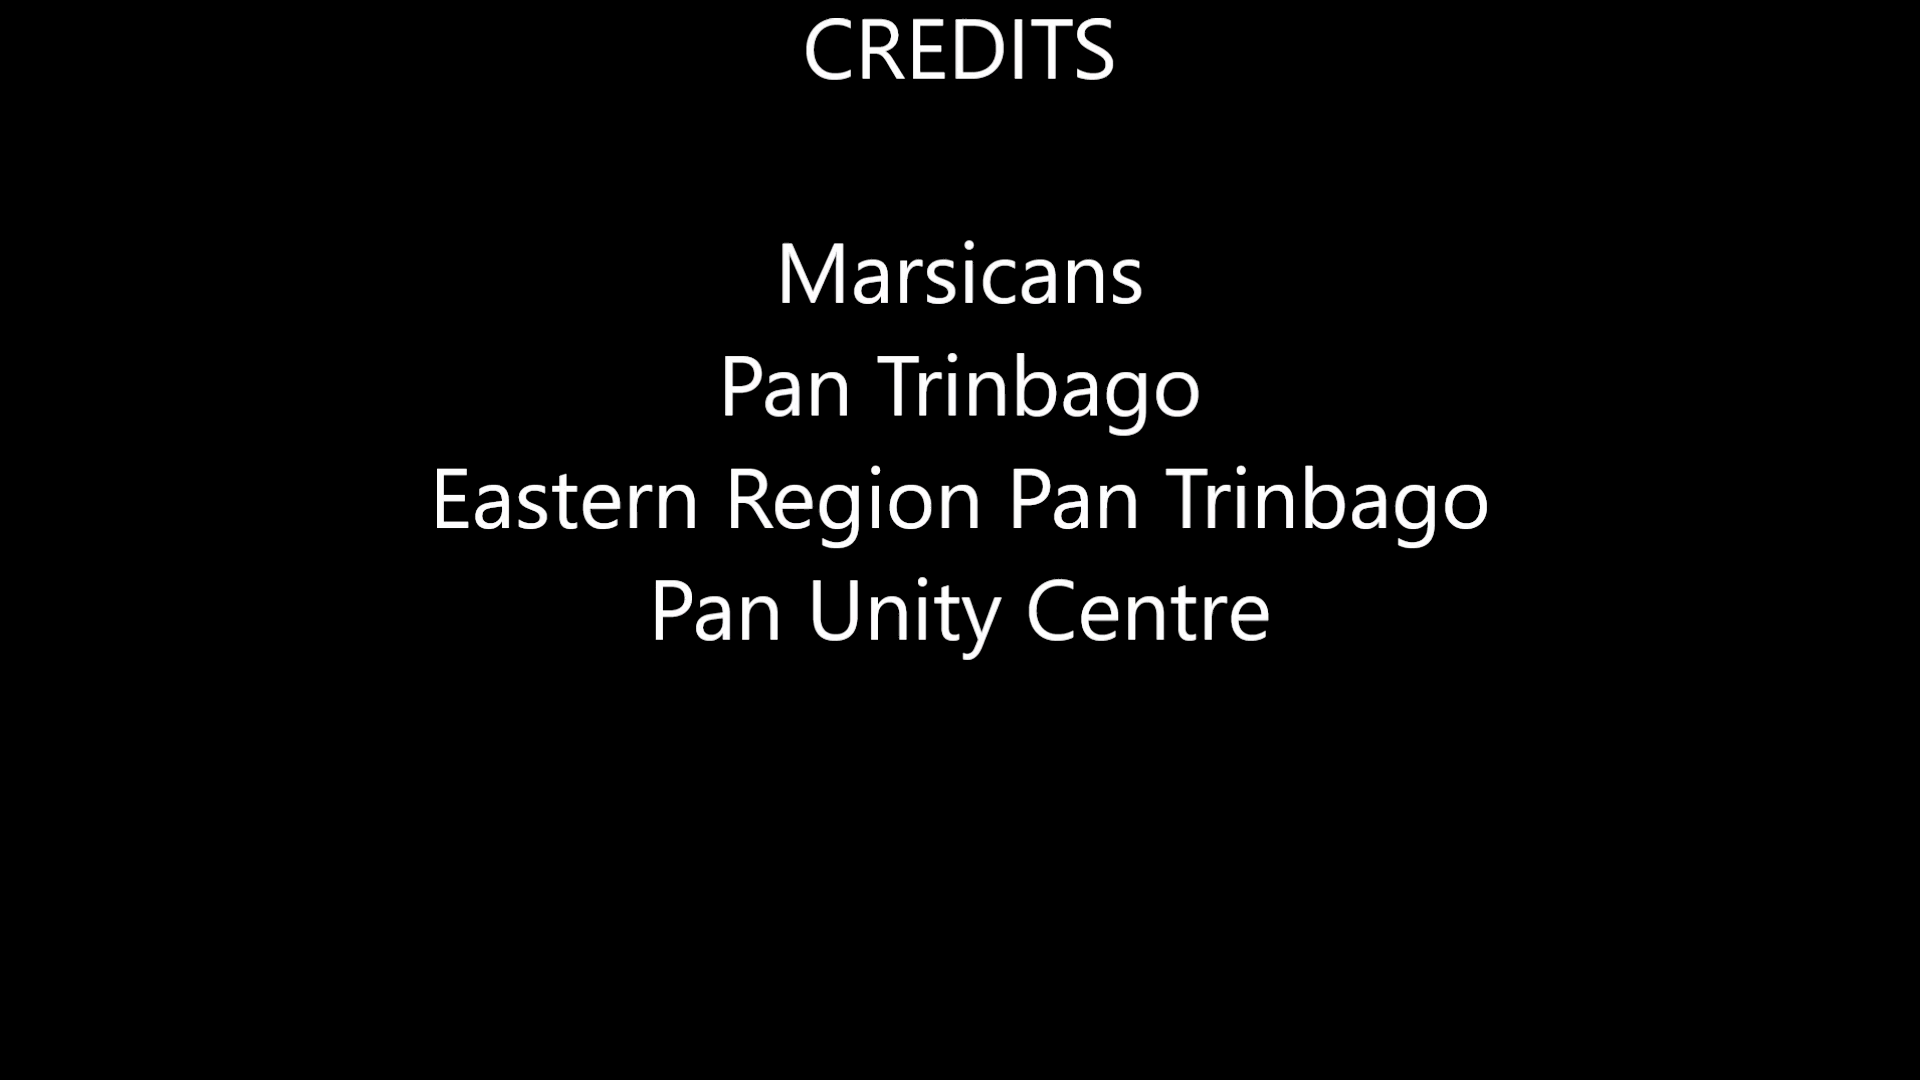 CREDITS
Marsicans
Pan Trinbago
Eastern Region Pan Trinbago
Pan Unity Centre